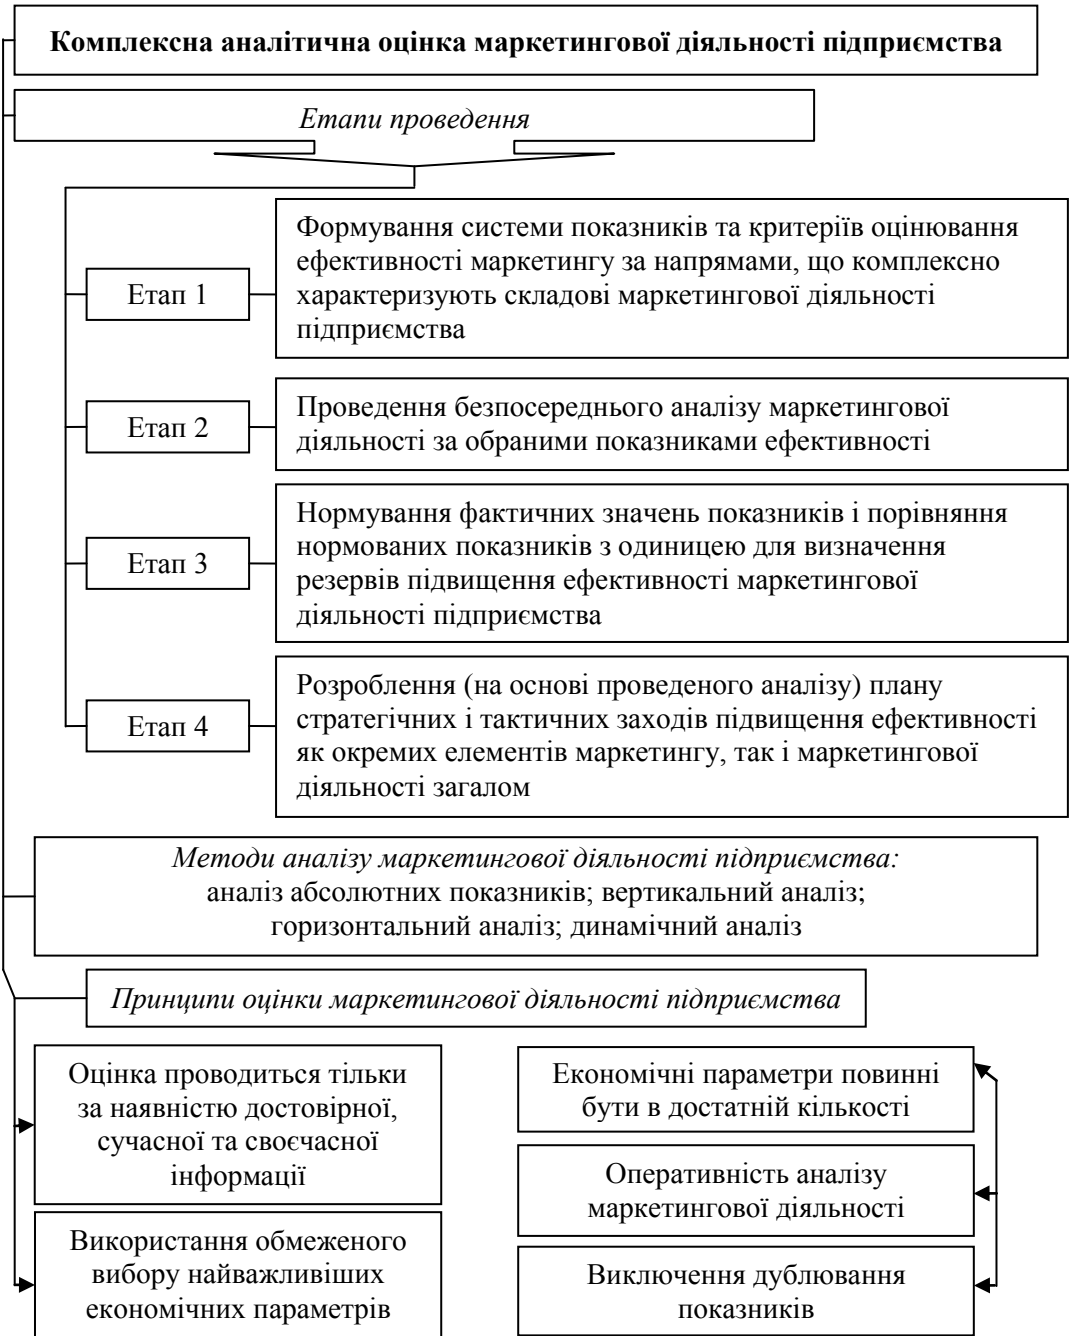 Комплексна аналітична оцінка маркетингової діяльності підприємства
Етапи проведення
Етап 1
Формування системи показників та критеріїв оцінювання
ефективності маркетингу за напрямами, що комплексно
характеризують складові маркетингової діяльності
підприємства
Етап 2
Проведення безпосереднього аналізу маркетингової
діяльності за обраними показниками ефективності
Етап 3
Нормування фактичних значень показників і порівняння
нормованих показників з одиницею для визначення
резервів підвищення ефективності маркетингової
діяльності підприємства
Етап 4
Розроблення (на основі проведеного аналізу) плану
стратегічних і тактичних заходів підвищення ефективності
як окремих елементів маркетингу, так і маркетингової
діяльності загалом
Методи аналізу маркетингової діяльності підприємства:
аналіз абсолютних показників; вертикальний аналіз;
горизонтальний аналіз; динамічний аналіз
Принципи оцінки маркетингової діяльності підприємства
Оцінка проводиться тільки
за наявністю достовірної,
сучасної та своєчасної
інформації
Використання обмеженого
вибору найважливіших
економічних параметрів
Економічні параметри повинні
бути в достатній кількості
Оперативність аналізу
маркетингової діяльності
Виключення дублювання
показників